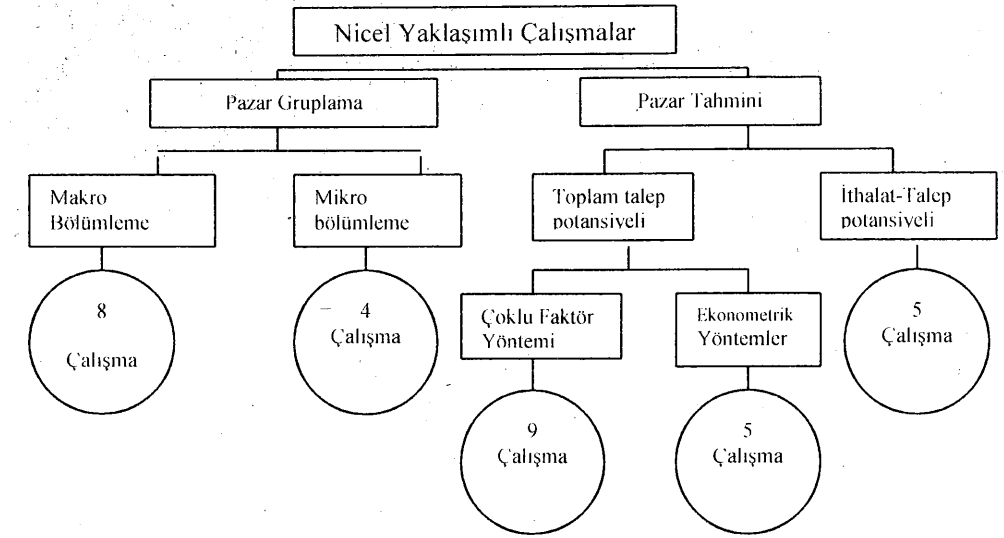 Nicel Yaklaşımlı Çalışmalar
Pazar Gruplama
Pazar Tahmini
Makro
Bölümleme
Mikro
bölümleme
Toplam talep
potansiyeli
İthalat-Talep
potansiyeli
8
Çalışma
4
Çalışma
Çoklu Faktör
Yöntemi
Ekonometrik
Yöntemler
5
Çalışma
9
Çalışma
5
Çalışma